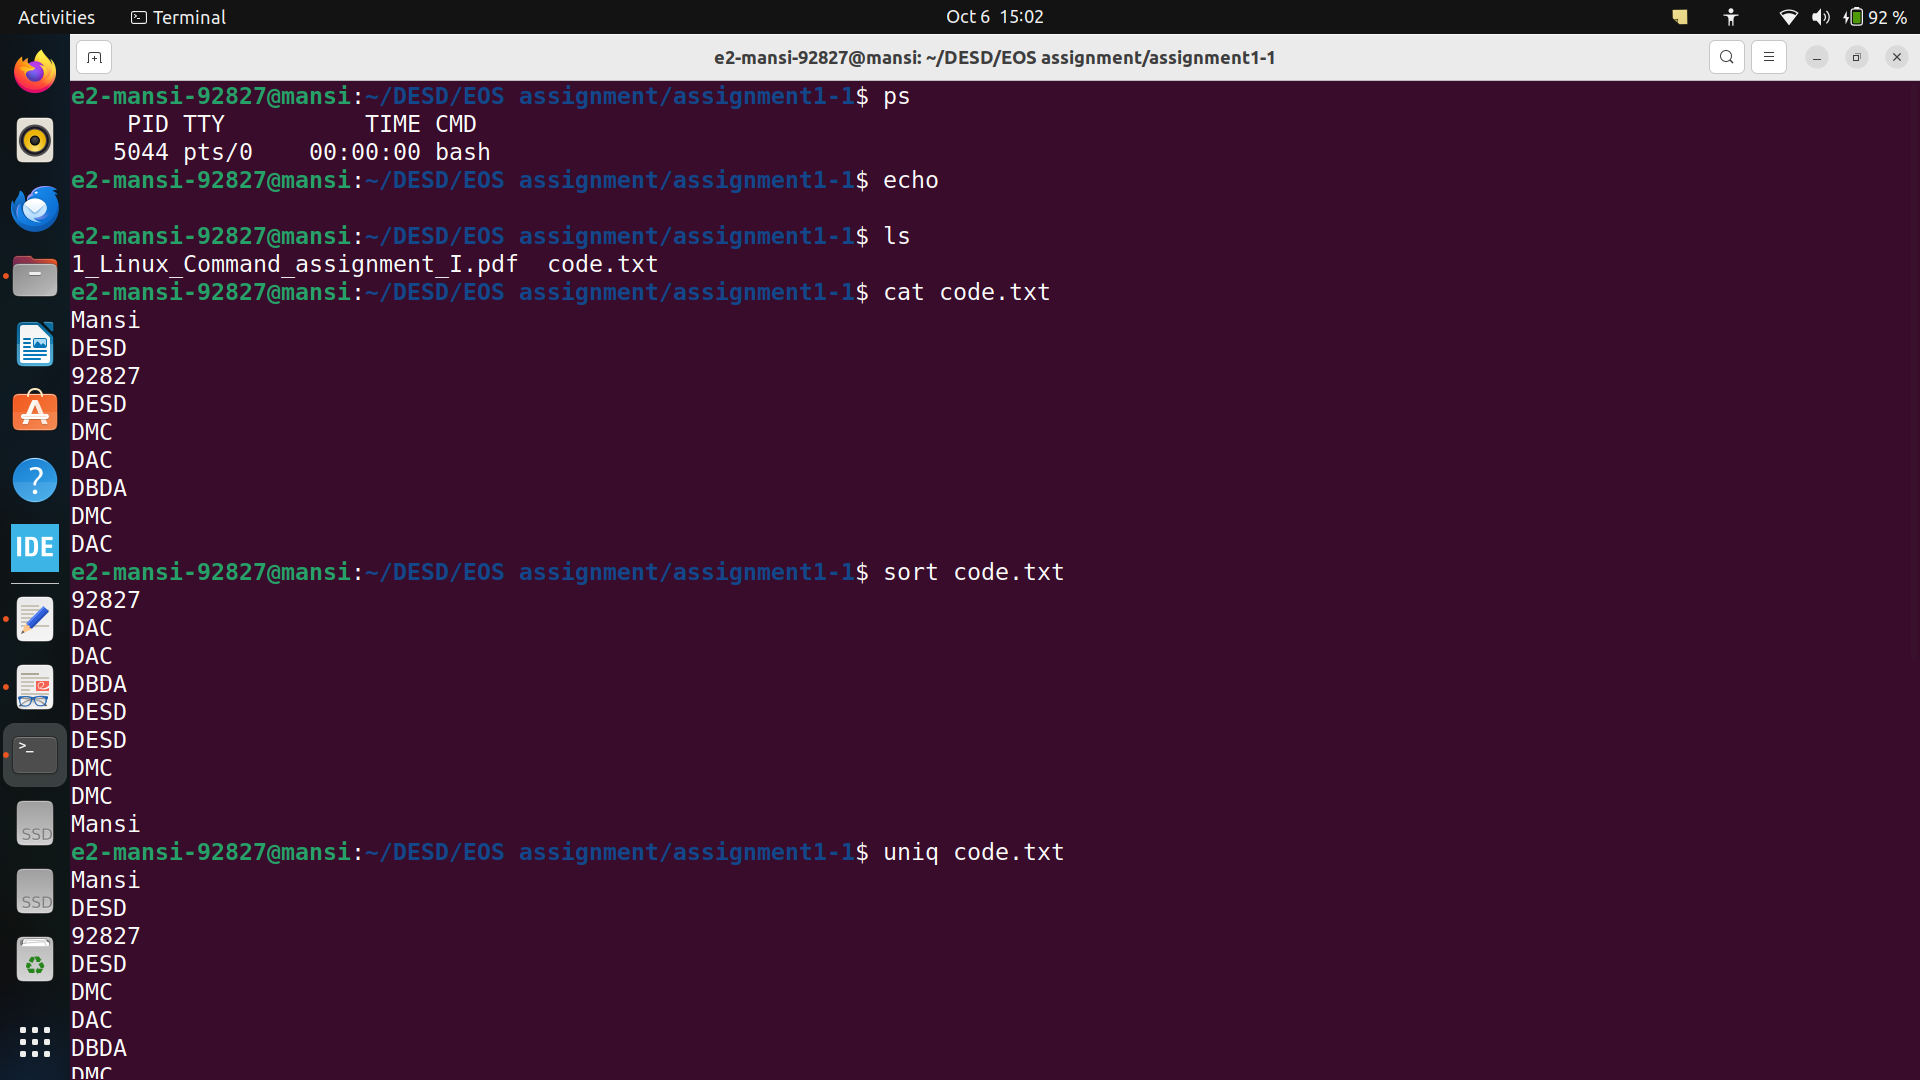 Activities Terminal Oct 6 15:02 92 %
e2-mansi-92827@mansi: ~/DESD/EOS assignment/assignment1-1
e2-mansi-92827@mansi:~/DESD/EOS assignment/assignment1-1$ ps
    PID TTY          TIME CMD
   5044 pts/0    00:00:00 bash
e2-mansi-92827@mansi:~/DESD/EOS assignment/assignment1-1$ echo

e2-mansi-92827@mansi:~/DESD/EOS assignment/assignment1-1$ ls
1_Linux_Command_assignment_I.pdf  code.txt
e2-mansi-92827@mansi:~/DESD/EOS assignment/assignment1-1$ cat code.txt
Mansi
DESD
92827
DESD
DMC
DAC
DBDA
DMC
DAC
e2-mansi-92827@mansi:~/DESD/EOS assignment/assignment1-1$ sort code.txt
92827
DAC
DAC
DBDA
DESD
DESD
DMC
DMC
Mansi
e2-mansi-92827@mansi:~/DESD/EOS assignment/assignment1-1$ uniq code.txt
Mansi
DESD
92827
DESD
DMC
DAC
DBDA
DMC
?
IDE
>_
SSD
SSD